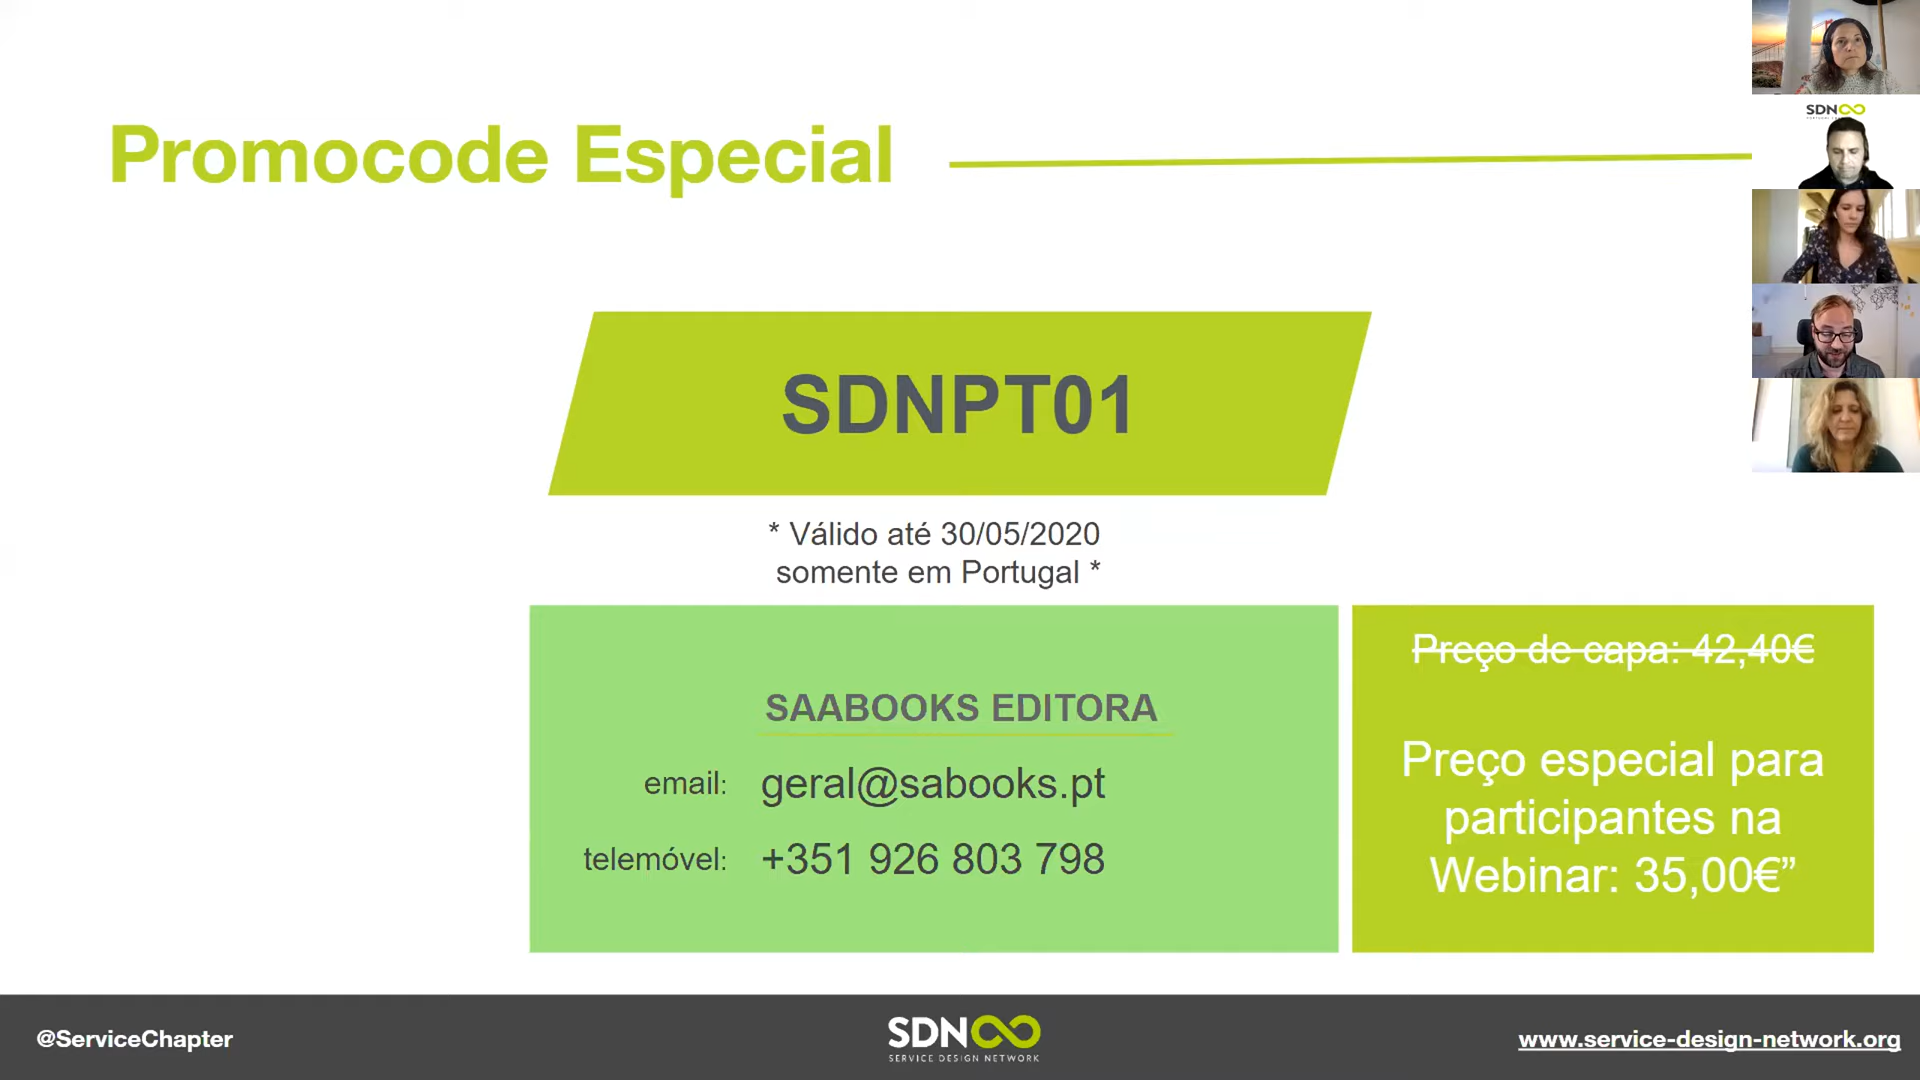 Promocode Especial
SDN
SDNPT01
* Válido até 30/05/2020
somente em Portugal *
SAABOOKS EDITORA
email: geral@sabooks.pt
telemóvel: +351 926 803 798
Preço de capa: 42,40€
Preço especial para
participantes na
Webinar: 35,00€”
@ServiceChapter
SDN
SERVICE DESIGN NETWORK
www.service-design-network.org